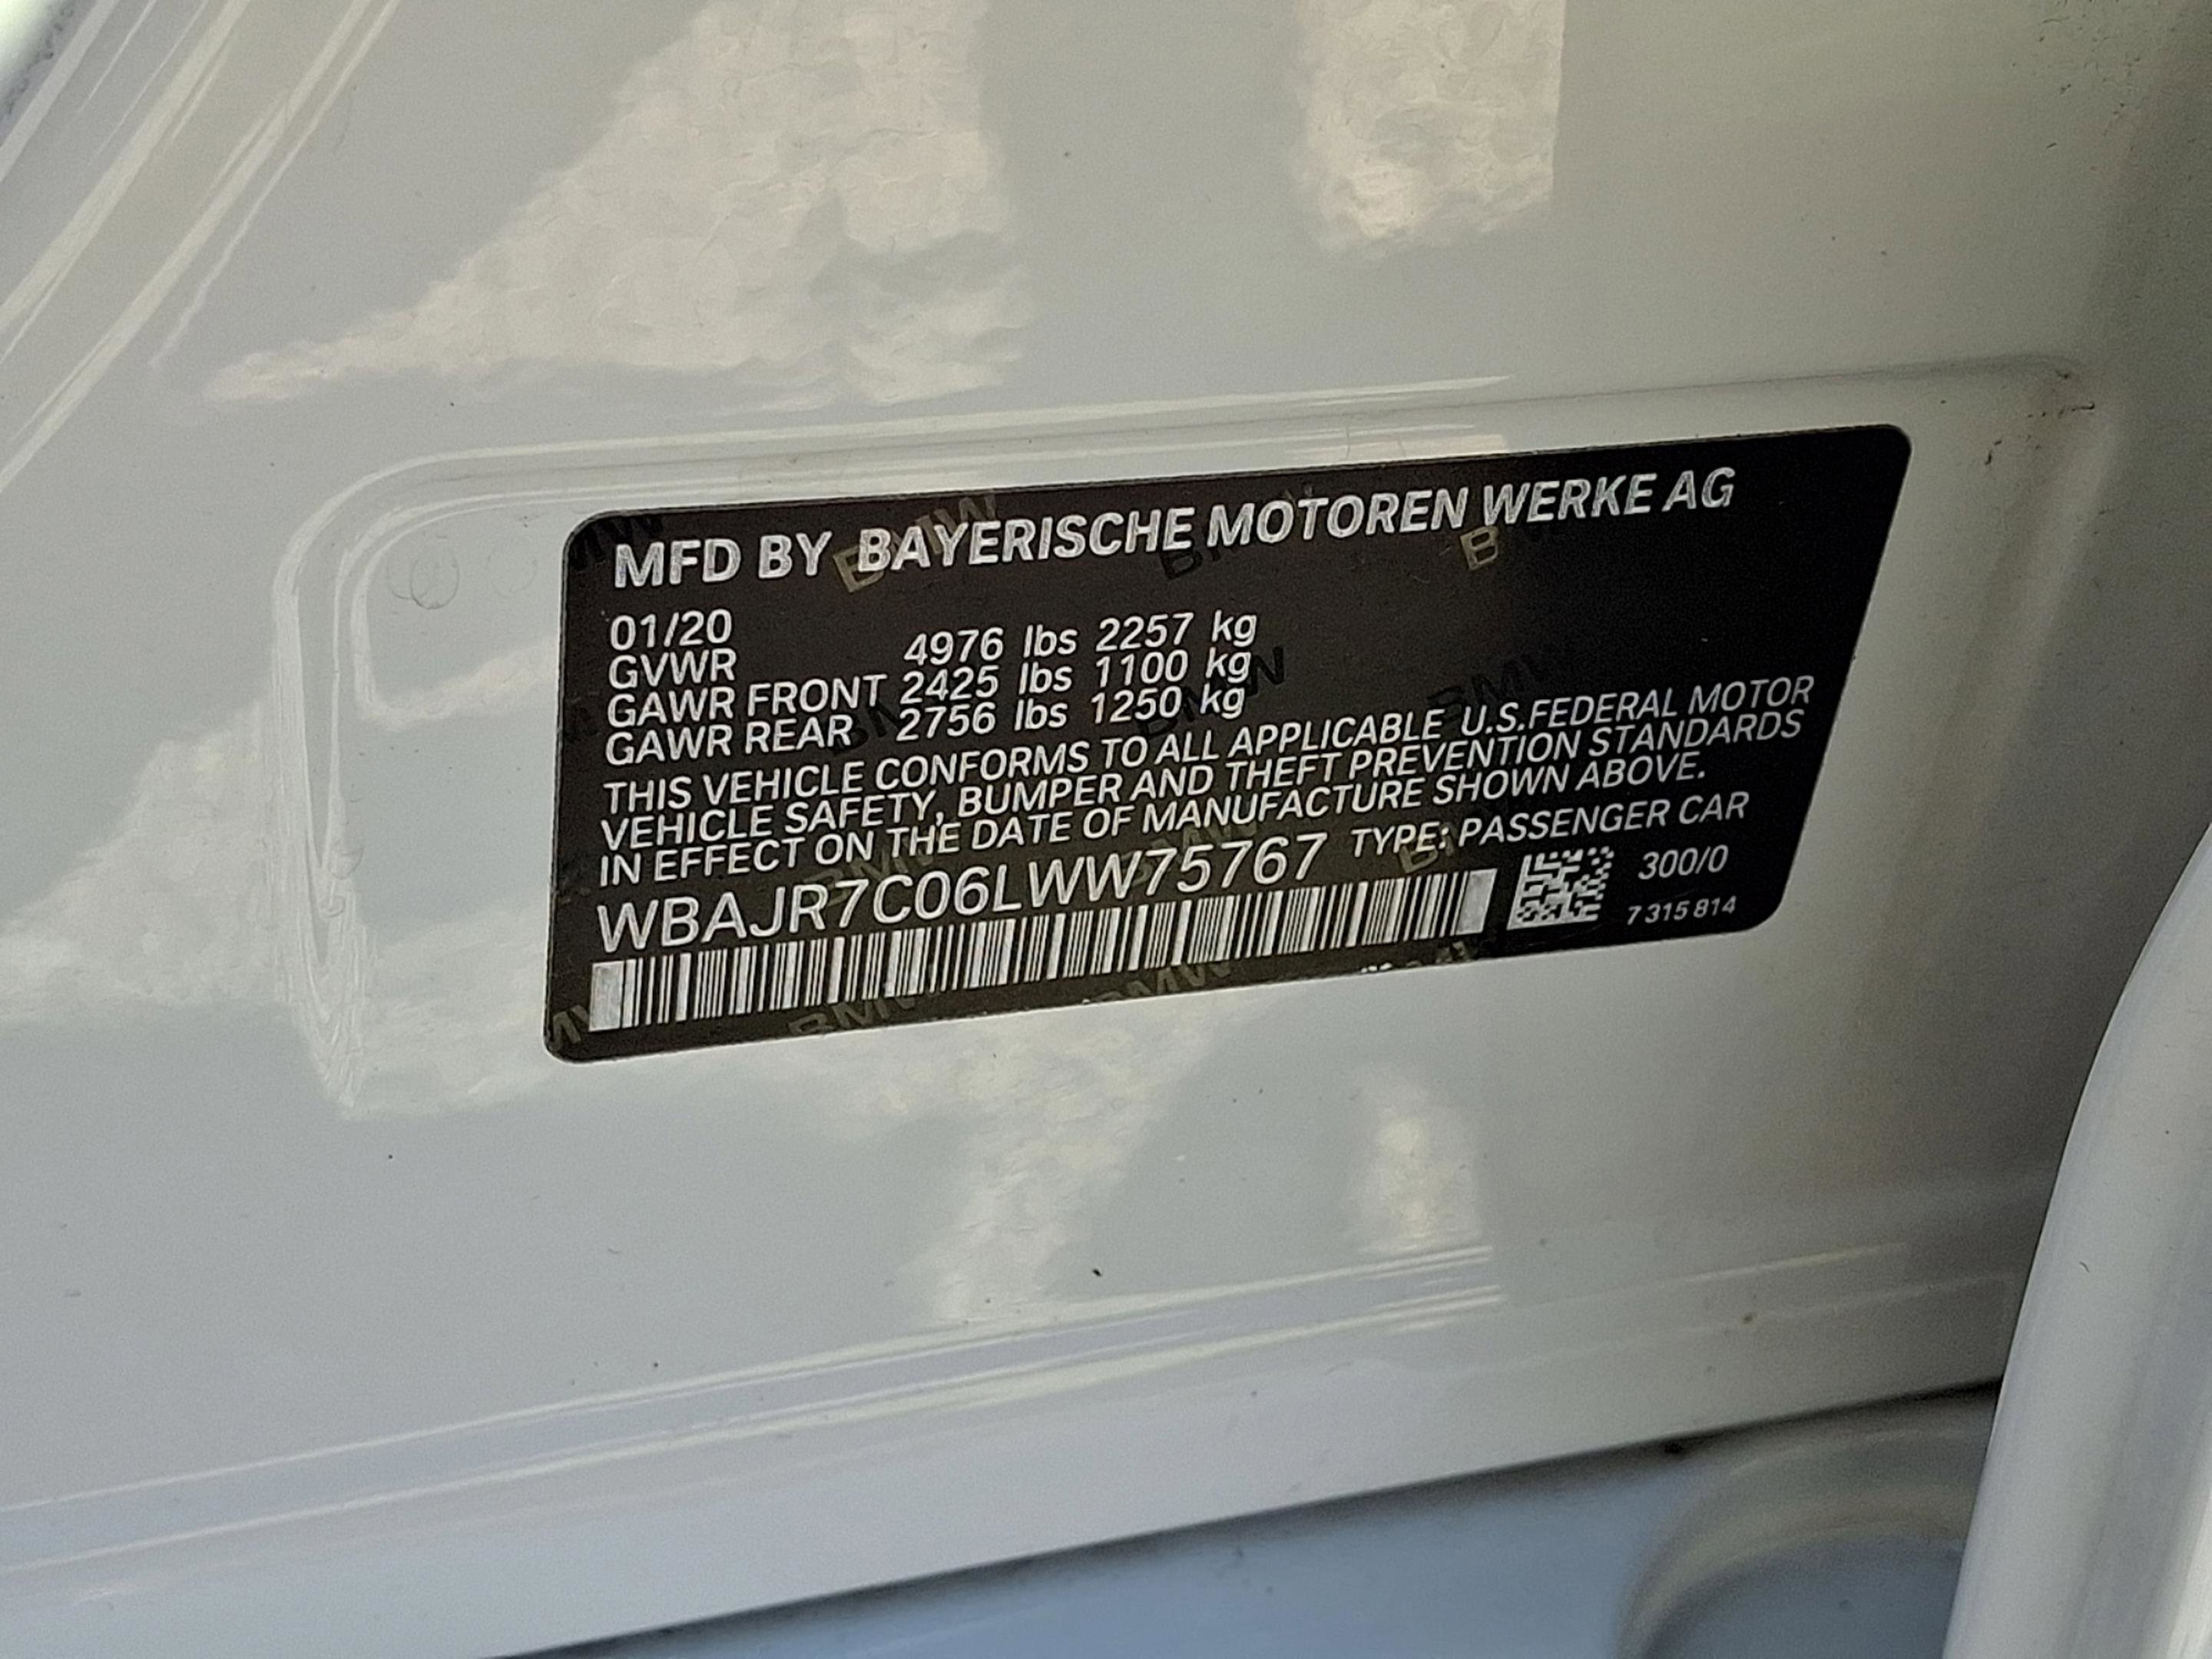 MFD BY BAYERISCHE MOTOREN WERKE AG
01/20
GVWR 4976 lbs 2257 kg
GAWR FRONT 2425 lbs 1100 kg
GAWR REAR 2756 lbs 1250 kg
THIS VEHICLE CONFORMS TO ALL APPLICABLE U.S.FEDERAL MOTOR
VEHICLE SAFETY, BUMPER AND THEFT PREVENTION STANDARDS
IN EFFECT ON THE DATE OF MANUFACTURE SHOWN ABOVE.
WBAJR7C06LWW75767 TYPE: PASSENGER CAR
300/0
7 315 814